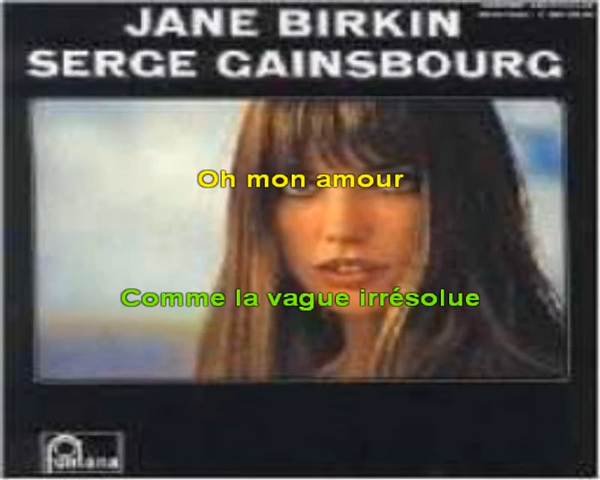 JANE BIRKIN
SERGE GAINSBOURG
Oh mon amour
Comme la vague irrésolue
Fontana